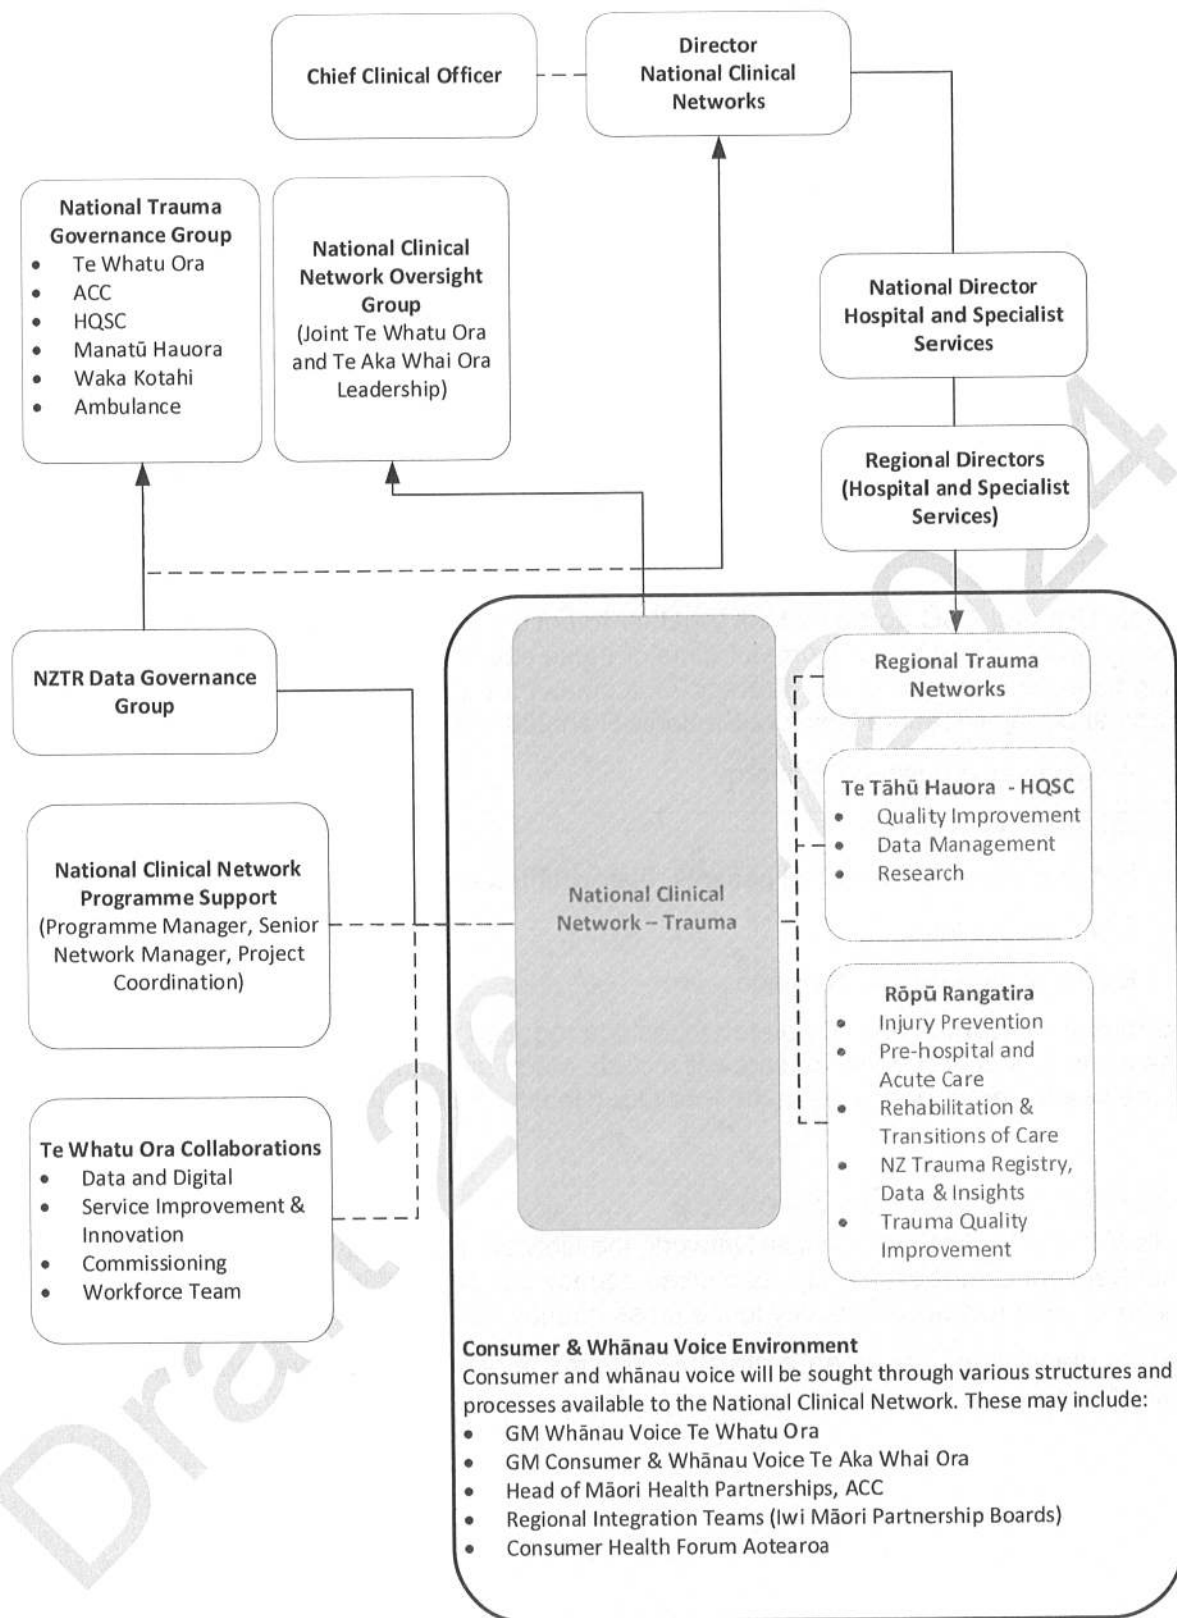 Chief Clinical Officer
Director
National Clinical
Networks
National Trauma
Governance Group
• Te Whatu Ora
• ACC
• HQSC
• Manatū Hauora
• Waka Kotahi
• Ambulance
National Clinical
Network Oversight
Group
(Joint Te Whatu Ora
and Te Aka Whai Ora
Leadership)
National Director
Hospital and Specialist
Services
Regional Directors
(Hospital and Specialist
Services)
NZTR Data Governance
Group
Regional Trauma
Networks
Te Tāhū Hauora - HQSC
• Quality Improvement
• Data Management
• Research
National Clinical Network
Programme Support
(Programme Manager, Senior
Network Manager, Project
Coordination)
National Clinical
Network – Trauma
Rōpū Rangatira
• Injury Prevention
• Pre-hospital and
Acute Care
• Rehabilitation &
Transitions of Care
• NZ Trauma Registry,
Data & Insights
• Trauma Quality
Improvement
Te Whatu Ora Collaborations
• Data and Digital
• Service Improvement &
Innovation
• Commissioning
• Workforce Team
Consumer & Whānau Voice Environment
Consumer and whānau voice will be sought through various structures and
processes available to the National Clinical Network. These may include:
• GM Whānau Voice Te Whatu Ora
• GM Consumer & Whānau Voice Te Aka Whai Ora
• Head of Māori Health Partnerships, ACC
• Regional Integration Teams (Iwi Māori Partnership Boards)
• Consumer Health Forum Aotearoa